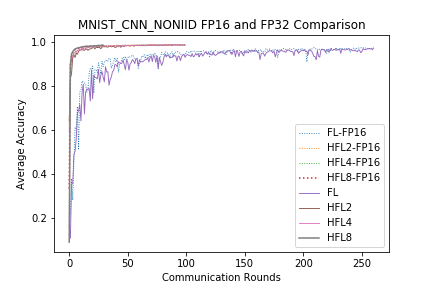 MNIST_CNN_NONIID FP16 and FP32 Comparison
1.0
0.8
0.6
0.4
0.2
Average Accuracy
FL-FP16
HFL2-FP16
HFL4-FP16
HFL8-FP16
FL
HFL2
HFL4
HFL8
0 50 100 150 200 250
Communication Rounds